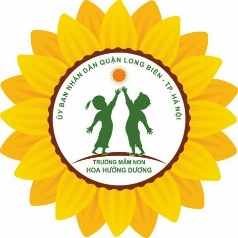 ỦY BAN NHÂN DÂN QUẬN LONG BIÊN - TP. HÀ NỘI
TRƯỜNG MẦM NON
HOA HƯỚNG DƯƠNG